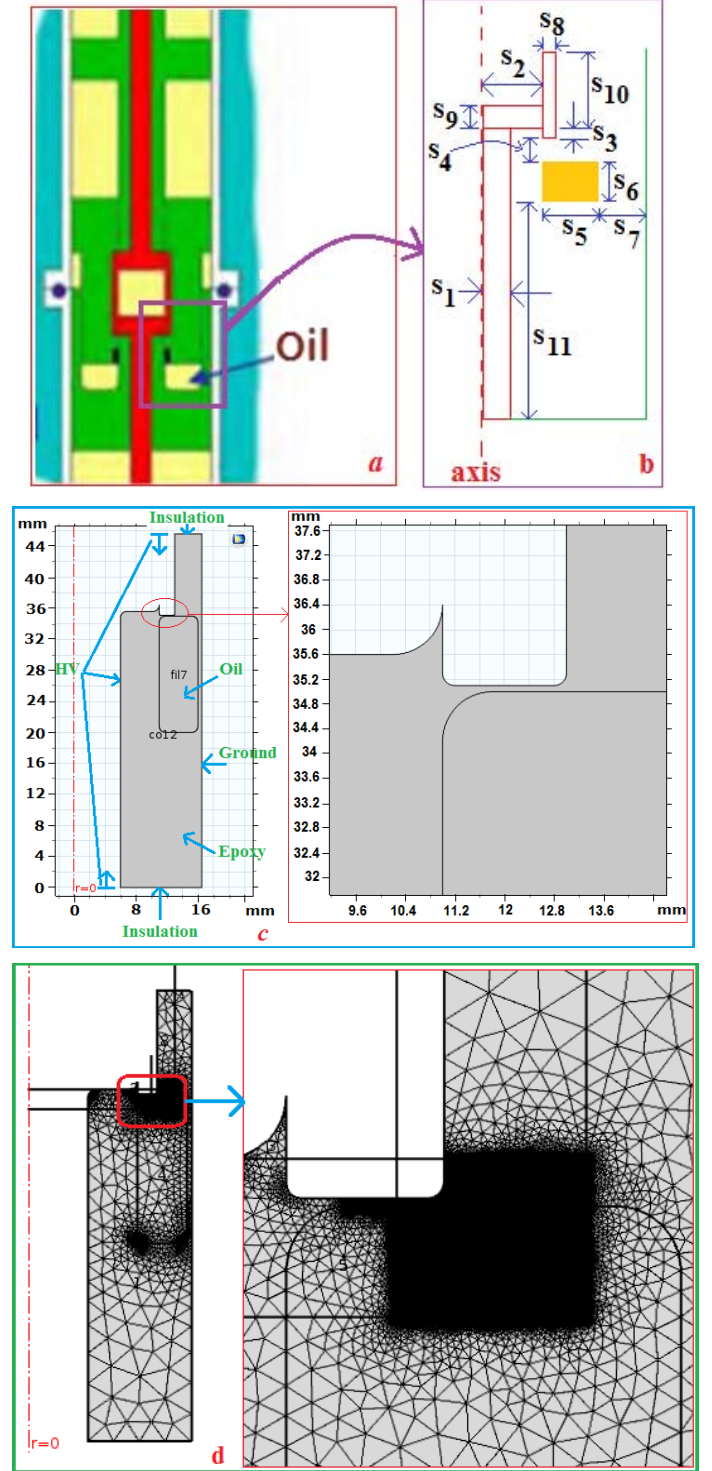 Oil
a
s8
s2
s10
s9
s3
s4
s6
s5 s7
s1
s11
axis
b
mm
Insulation
44
40
36
32
28
24
20
16
12
8
4
0
HV
fil7
Oil
co12
Ground
Epoxy
r=0
0 8 16 mm
Insulation
c
mm
37.6
37.2
36.8
36.4
36
35.6
35.2
34.8
34.4
34
33.6
33.2
32.8
32.4
32
9.6 10.4 11.2 12 12.8 13.6 mm
r=0
d